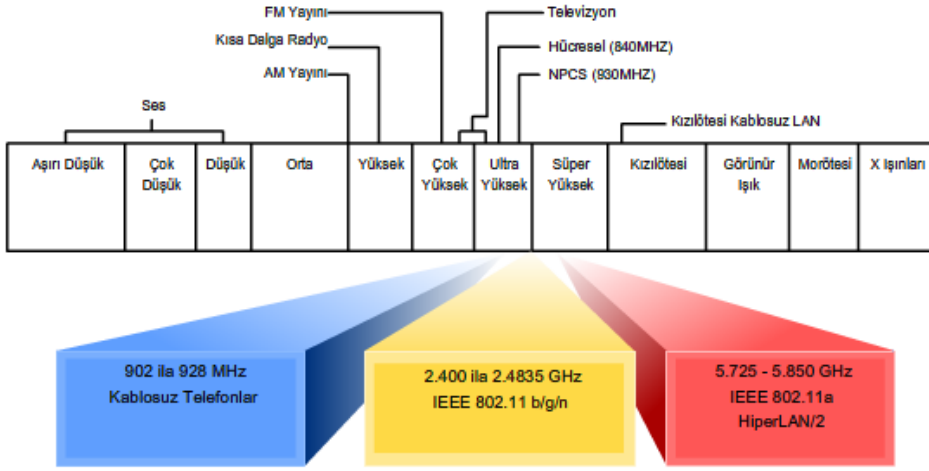 FM Yayını
Televizyon
Kısa Dalga Radyo
Hücresel (840MHZ)
AM Yayını
NPCS (930MHZ)
Ses
Kızılötesi Kablosuz LAN
Aşırı Düşük
Çok
Düşük
Düşük
Orta
Yüksek
Çok
Yüksek
Ultra
Yüksek
Süper
Yüksek
Kızılötesi
Görünür
Işık
Morötesi
X Işınları
902 ila 928 MHz
Kablosuz Telefonlar
2.400 ila 2.4835 GHz
IEEE 802.11 b/g/n
5.725 - 5.850 GHz
IEEE 802.11a
HiperLAN/2